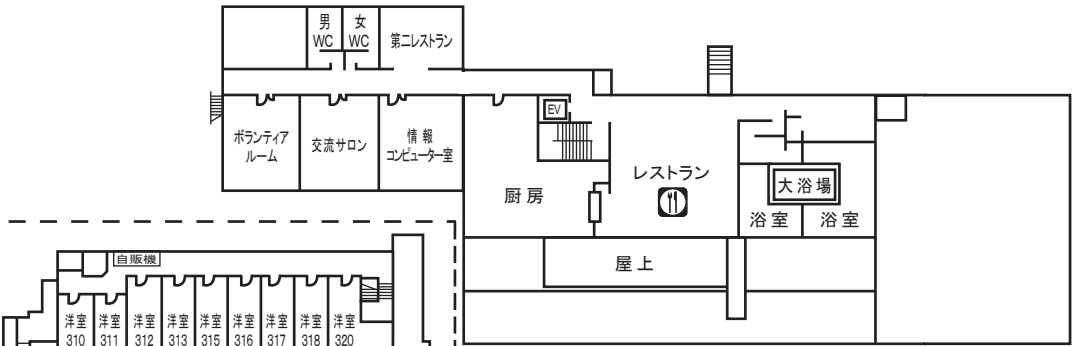 男
WC
女
WC
第二レストラン
EV
ボランティア
ルーム
交流サロン
情報
コンピューター室
厨房
レストラン
大浴場
浴室
浴室
屋上
自販機
洋室
310
洋室
311
洋室
312
洋室
313
洋室
315
洋室
316
洋室
317
洋室
318
洋室
320